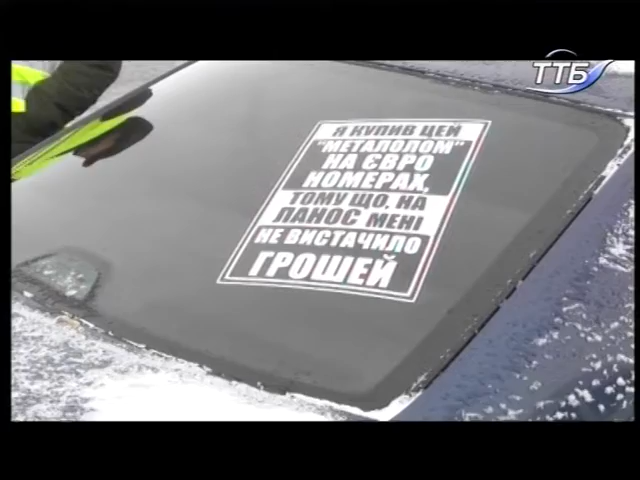 ТТБ
Я КУПИВ ЦЕЙ
"МЕТАЛОЛОМ"
НА ЄВРО
НОМЕРАХ,
ТОМУ ЩО, НА
ЛАНОС МЕНІ
НЕ ВИСТАЧИЛО
ГРОШЕЙ